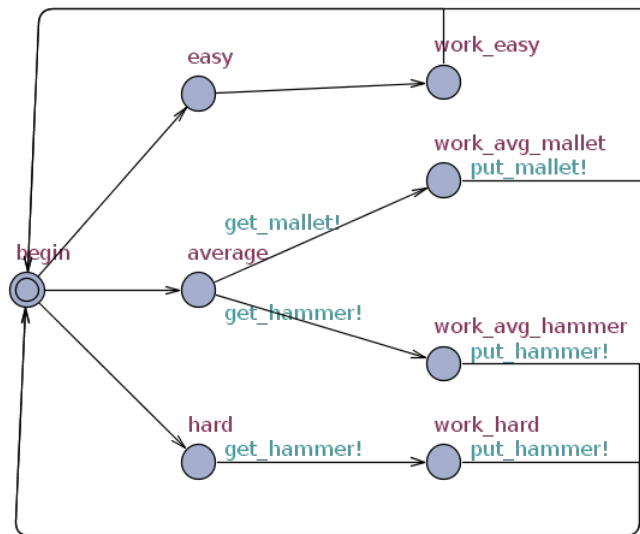 easy
work_easy
work_avg_mallet
put_mallet!
get_mallet!
begin
average
get_hammer!
work_avg_hammer
put_hammer!
hard
work_hard
get_hammer!
put_hammer!